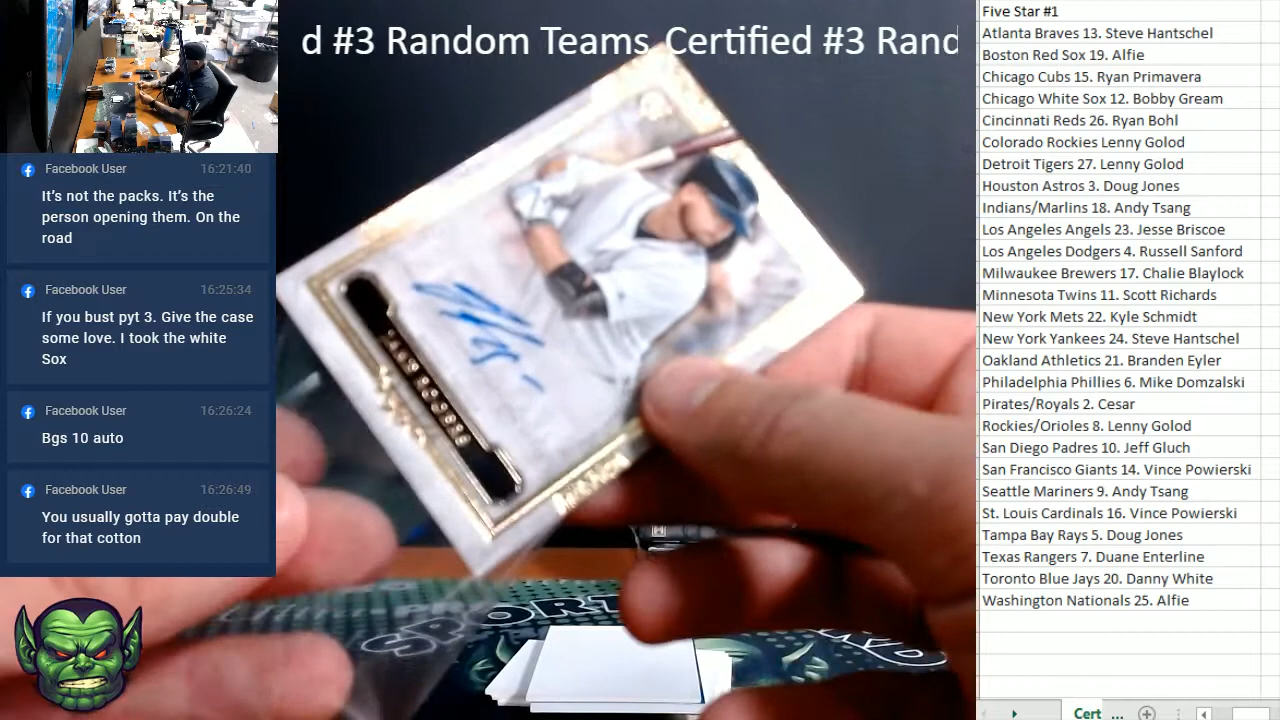 d #3 Random Teams Certified #3 Rand
Facebook User 16:21:40
It's not the packs. It's the
person opening them. On the
road
Facebook User 16:25:34
If you bust pyt 3. Give the case
some love. I took the white
Sox
Facebook User 16:26:24
Bgs 10 auto
Facebook User 16:26:49
You usually gotta pay double
for that cotton
Five Star #1
Atlanta Braves 13. Steve Hantschel
Boston Red Sox 19. Alfie
Chicago Cubs 15. Ryan Primavera
Chicago White Sox 12. Bobby Gream
Cincinnati Reds 26. Ryan Bohl
Colorado Rockies Lenny Golod
Detroit Tigers 27. Lenny Golod
Houston Astros 3. Doug Jones
Indians/Marlins 18. Andy Tsang
Los Angeles Angels 23. Jesse Briscoe
Los Angeles Dodgers 4. Russell Sanford
Milwaukee Brewers 17. Chalie Blaylock
Minnesota Twins 11. Scott Richards
New York Mets 22. Kyle Schmidt
New York Yankees 24. Steve Hantschel
Oakland Athletics 21. Branden Eyler
Philadelphia Phillies 6. Mike Domzalski
Pirates/Royals 2. Cesar
Rockies/Orioles 8. Lenny Golod
San Diego Padres 10. Jeff Gluch
San Francisco Giants 14. Vince Powierski
Seattle Mariners 9. Andy Tsang
St. Louis Cardinals 16. Vince Powierski
Tampa Bay Rays 5. Doug Jones
Texas Rangers 7. Duane Enterline
Toronto Blue Jays 20. Danny White
Washington Nationals 25. Alfie
Cert ...